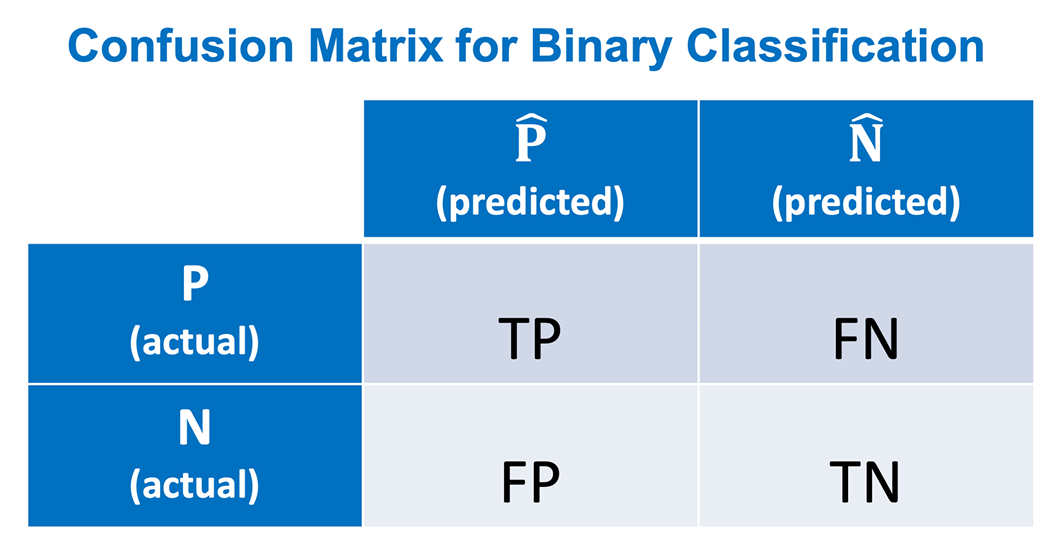 Confusion Matrix for Binary Classification
P̂
N̂
(predicted)
(predicted)
P
(actual)
TP
FN
N
(actual)
FP
TN